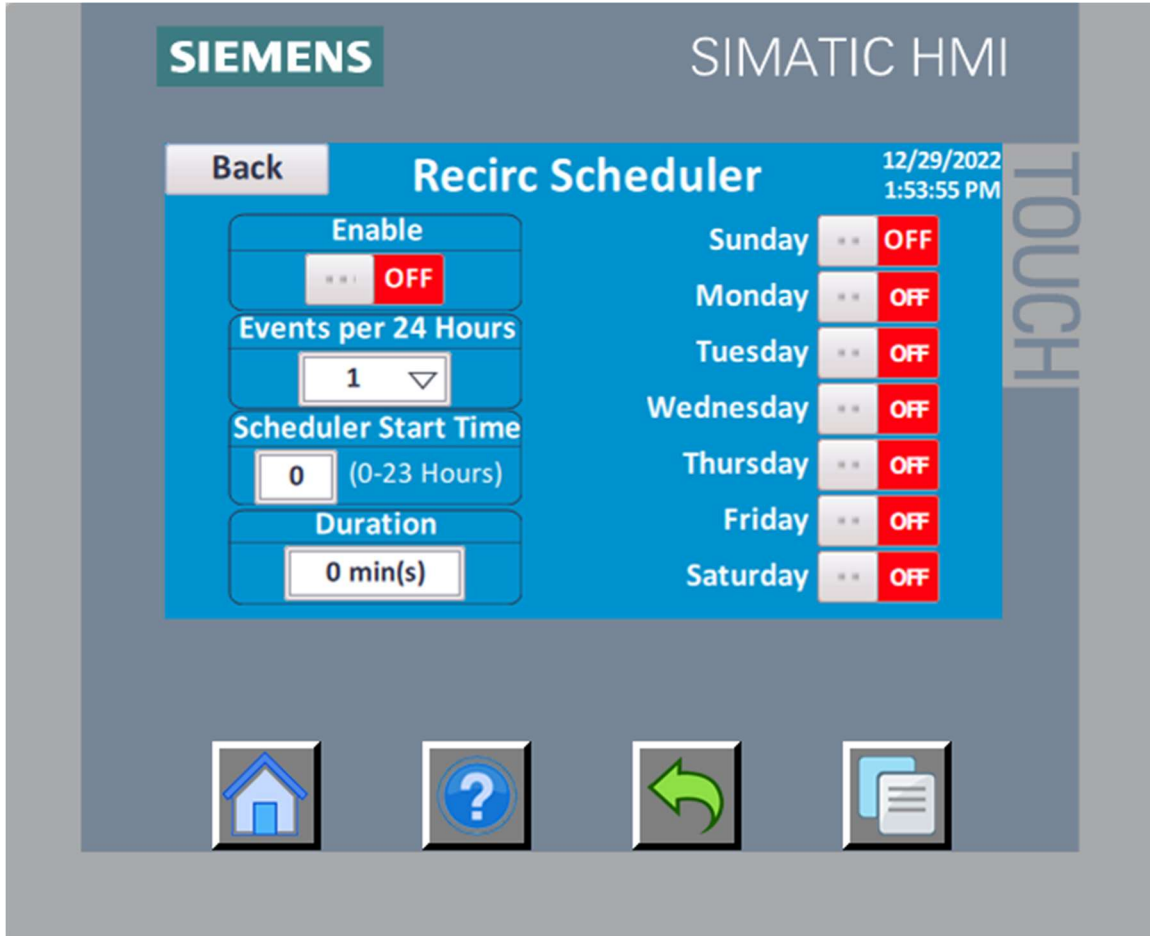 SIEMENS
SIMATIC HMI
TOUCH
Back
Recirc Scheduler
12/29/2022
1:53:55 PM
Enable
OFF
Events per 24 Hours
1
Scheduler Start Time
0 (0-23 Hours)
Duration
0 min(s)
Sunday OFF
Monday OFF
Tuesday OFF
Wednesday OFF
Thursday OFF
Friday OFF
Saturday OFF
?